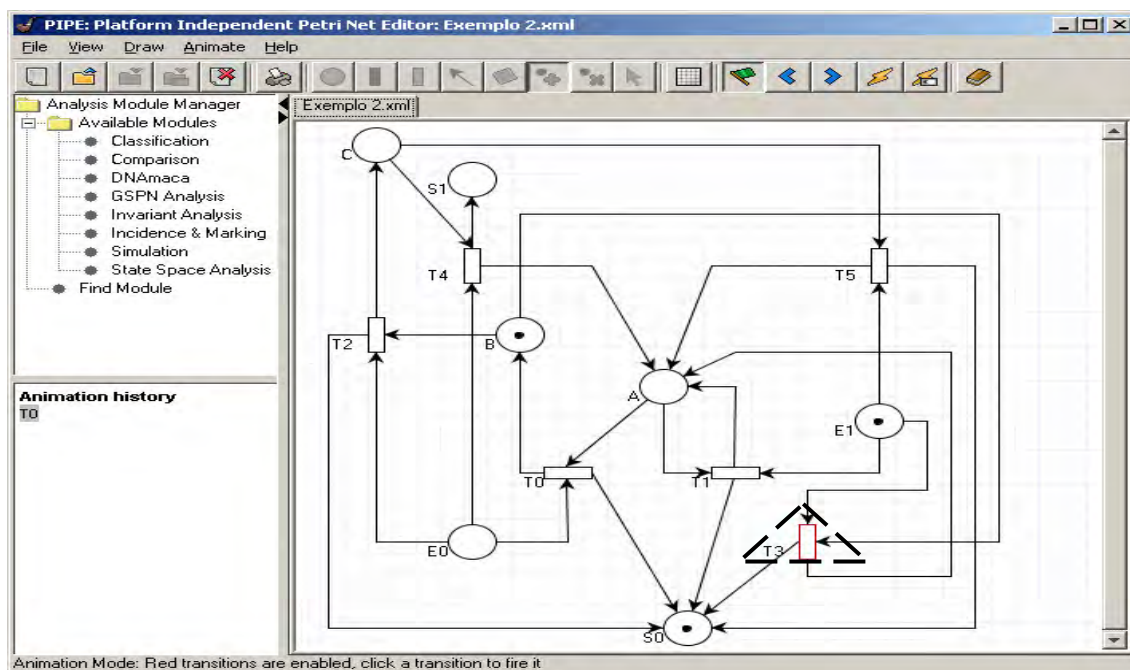 PIPE: Platform Independent Petri Net Editor: Exemplo 2.xml
File View Draw Animate Help
Analysis Module Manager
Available Modules
Classification
Comparison
DNAmaca
GSPN Analysis
Invariant Analysis
Incidence & Marking
Simulation
State Space Analysis
Find Module
Animation history
T0
Exemplo 2.xml
C
S1
T4
T5
T2
B
A
E1
T0
T1
E0
T3
S0
Animation Mode: Red transitions are enabled, click a transition to fire it